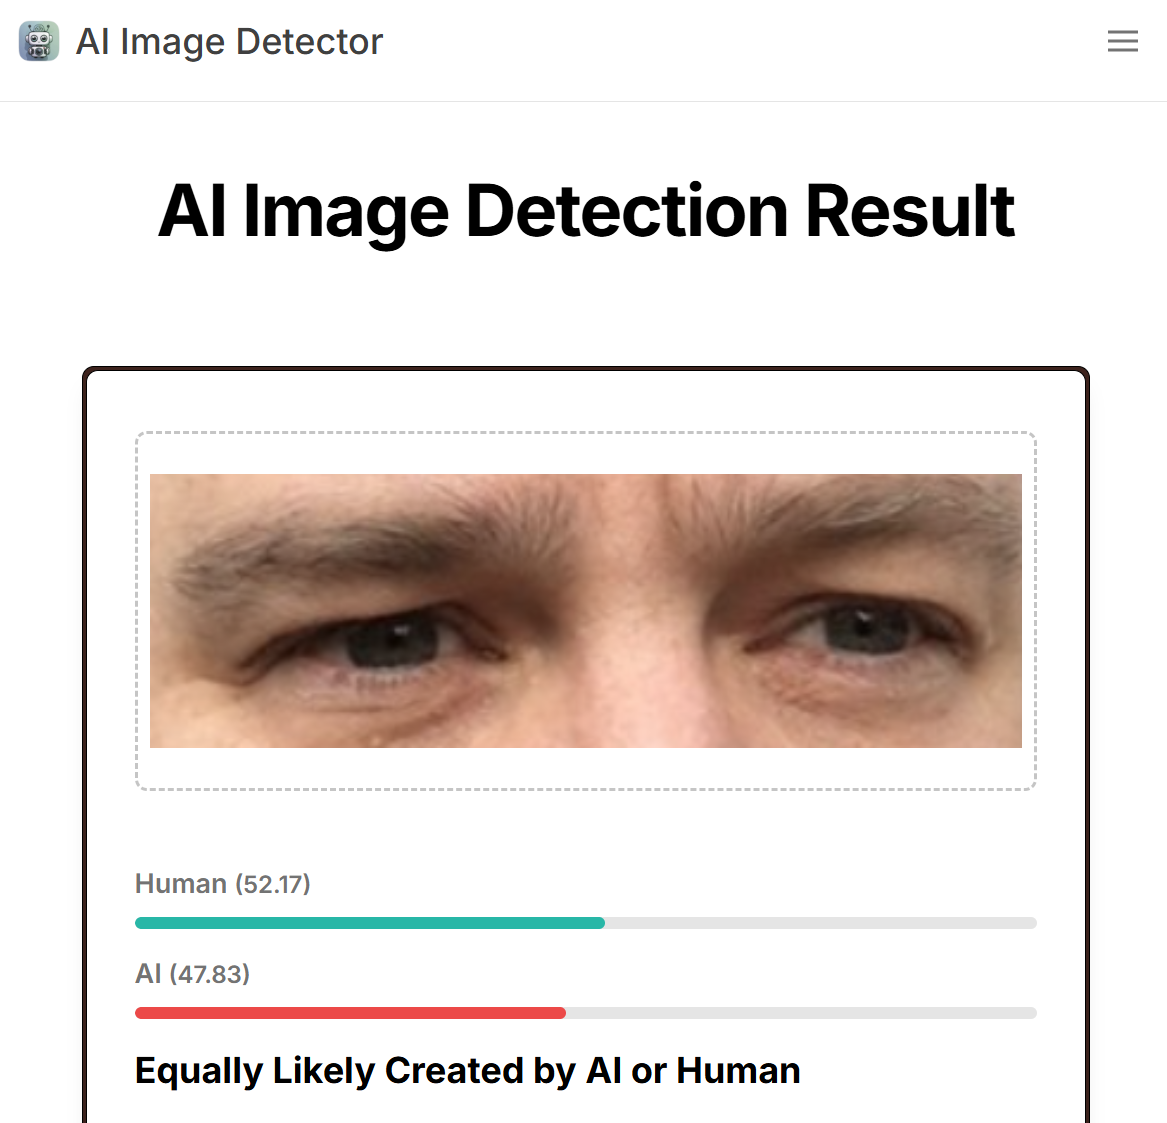 AI Image Detector
AI Image Detection Result
Human (52.17)
AI (47.83)
Equally Likely Created by AI or Human